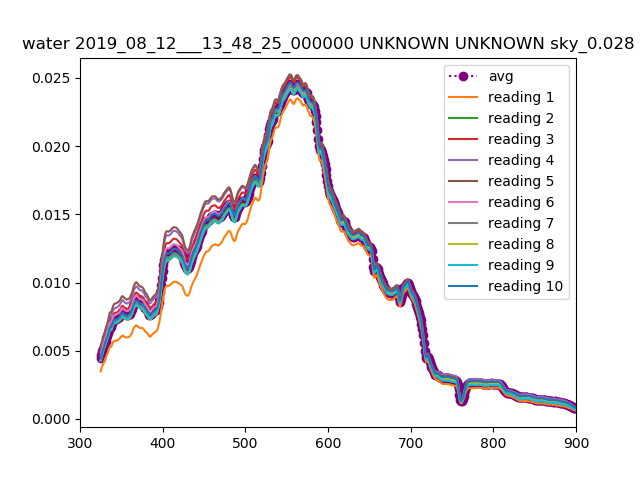 water 2019_08_12___13_48_25_000000 UNKNOWN UNKNOWN sky_0.028
0.025
0.020
0.015
0.010
0.005
0.000
300 400 500 600 700 800 900
avg
reading 1
reading 2
reading 3
reading 4
reading 5
reading 6
reading 7
reading 8
reading 9
reading 10